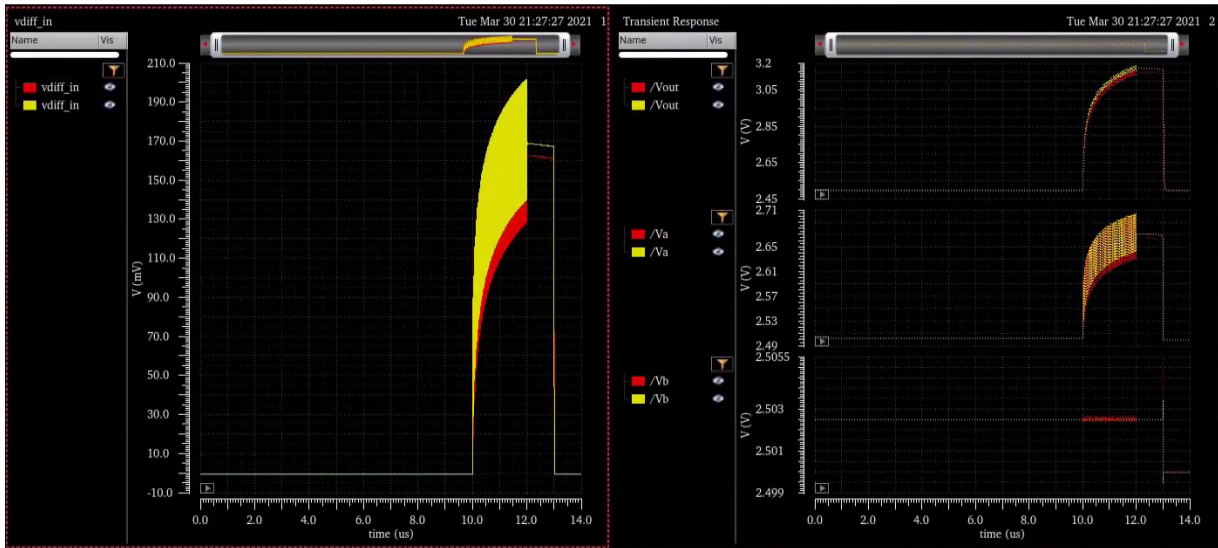 vdiff_in
Tue Mar 30 21:27:27 2021 1
Name Vis
vdiff_in
vdiff_in
210.0
190.0
170.0
150.0
130.0
110.0
90.0
70.0
50.0
30.0
10.0
-10.0
V (mV)
0.0 2.0 4.0 6.0 8.0 10.0 12.0 14.0
time (us)
Transient Response
Tue Mar 30 21:27:27 2021 2
Name Vis
/Vout
/Vout
3.2
3.05
2.85
2.65
2.45
V (V)
/Va
/Va
2.71
2.65
2.61
2.57
2.53
2.49
V (V)
/Vb
/Vb
2.5055
2.503
2.501
2.499
V (V)
0.0 2.0 4.0 6.0 8.0 10.0 12.0 14.0
time (us)